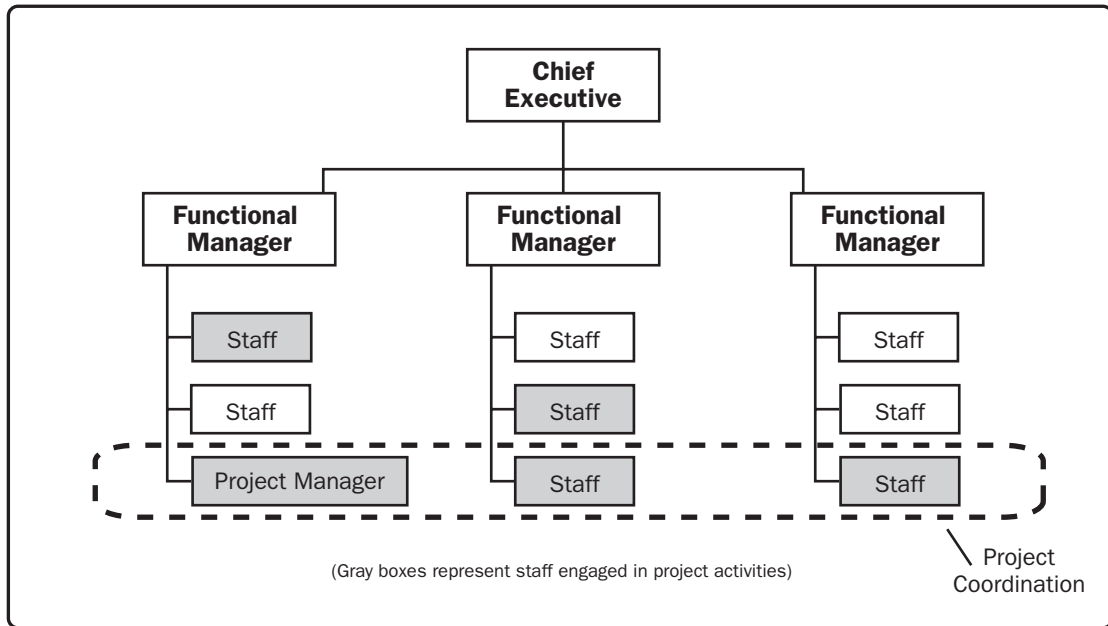 Chief
Executive
Functional
Manager
Functional
Manager
Functional
Manager
Staff
Staff
Staff
Staff
Staff
Staff
Project Manager
Staff
Staff
(Gray boxes represent staff engaged in project activities)
Project
Coordination